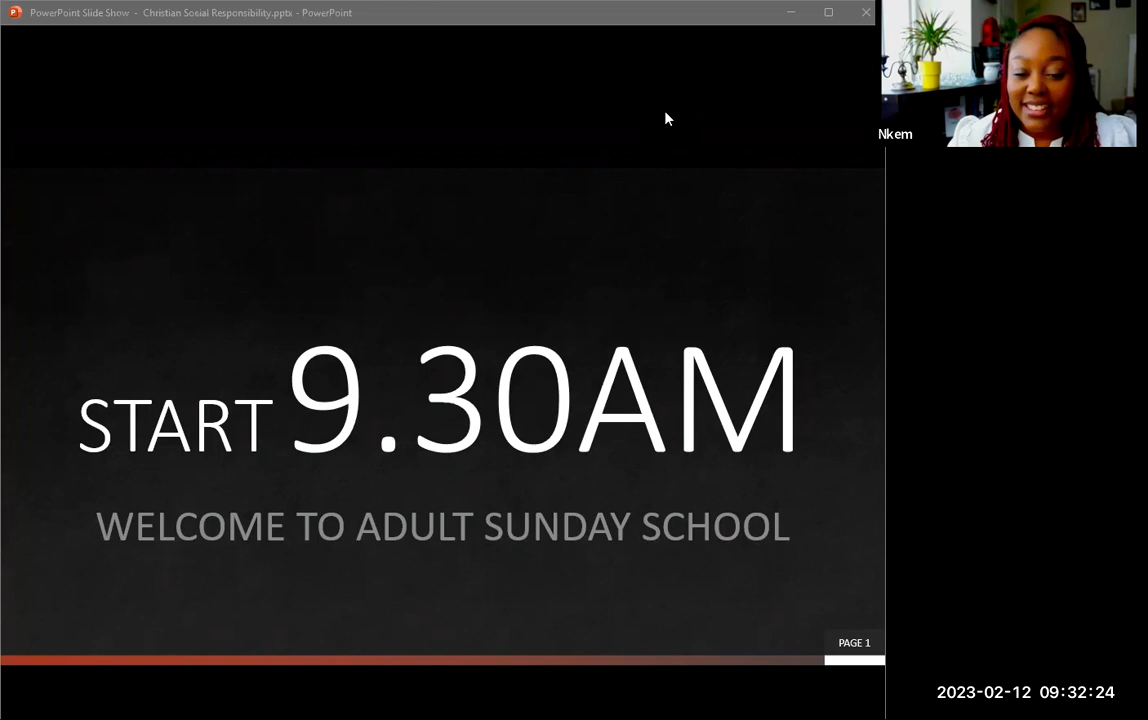 PowerPoint Slide Show - Christian Social Responsibility.pptx - PowerPoint
Nkem
START 9.30AM
WELCOME TO ADULT SUNDAY SCHOOL
PAGE 1
2023-02-12 09:32:24